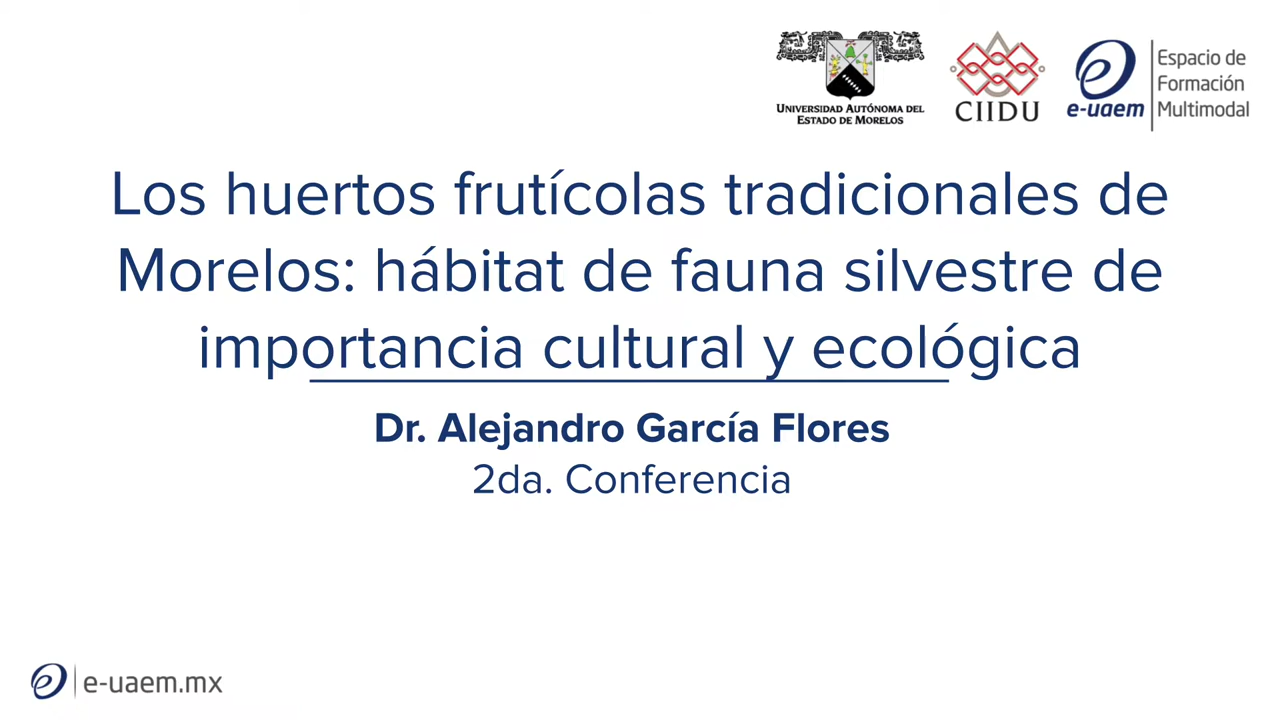 UNIVERSIDAD AUTÓNOMA DEL
ESTADO DE MORELOS
CIIDU
e-uaem
Espacio de
Formación
Multimodal
Los huertos frutícolas tradicionales de
Morelos: hábitat de fauna silvestre de
importancia cultural y ecológica
Dr. Alejandro García Flores
2da. Conferencia
e-uaem.mx